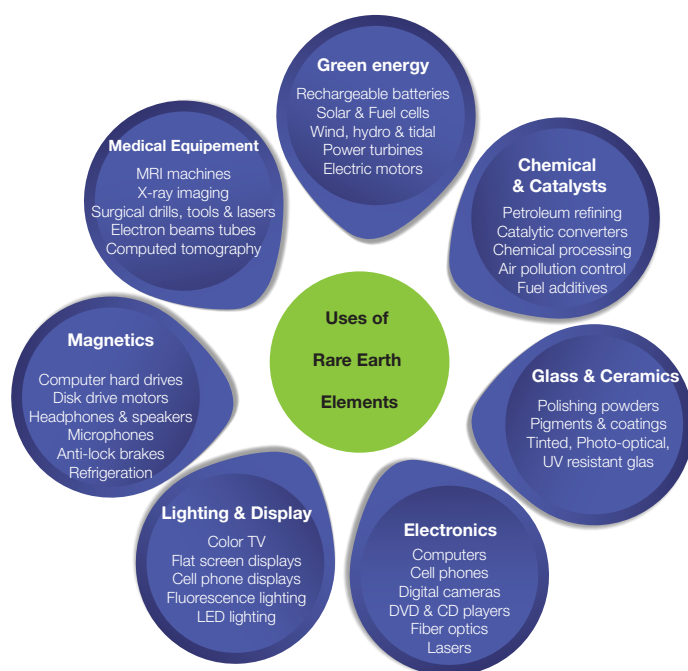 Green energy
Rechargeable batteries
Solar & Fuel cells
Wind, hydro & tidal
Power turbines
Electric motors
Chemical
& Catalysts
Petroleum refining
Catalytic converters
Chemical processing
Air pollution control
Fuel additives
Glass & Ceramics
Polishing powders
Pigments & coatings
Tinted, Photo-optical,
UV resistant glas
Electronics
Computers
Cell phones
Digital cameras
DVD & CD players
Fiber optics
Lasers
Lighting & Display
Color TV
Flat screen displays
Cell phone displays
Fluorescence lighting
LED lighting
Magnetics
Computer hard drives
Disk drive motors
Headphones & speakers
Microphones
Anti-lock brakes
Refrigeration
Medical Equipement
MRI machines
X-ray imaging
Surgical drills, tools & lasers
Electron beams tubes
Computed tomography
Uses of
Rare Earth
Elements